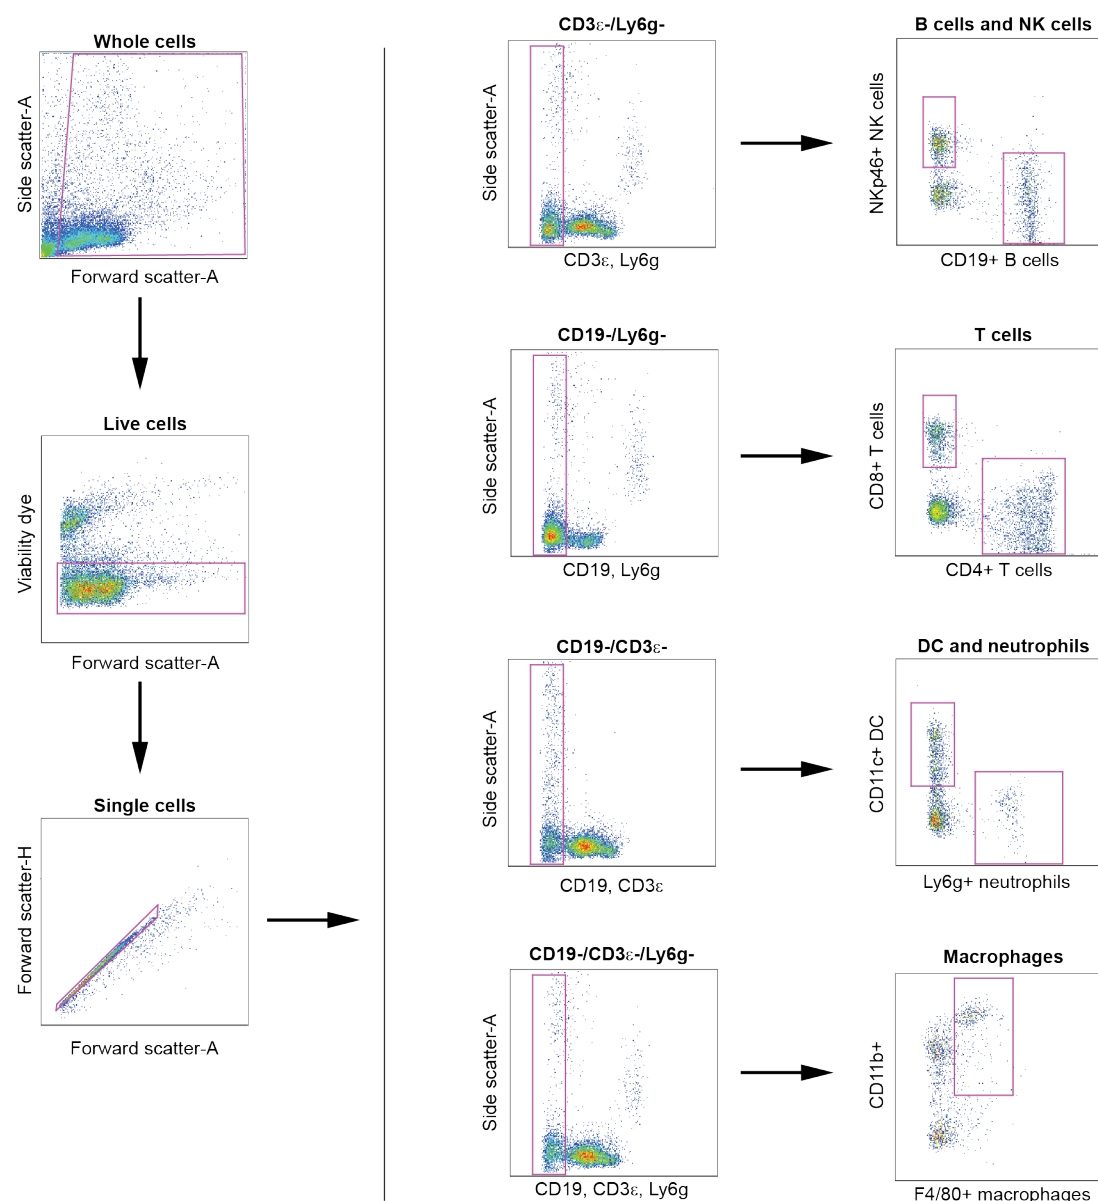 Whole cells
Side scatter-A
Forward scatter-A
Live cells
Viability dye
Forward scatter-A
Single cells
Forward scatter-H
Forward scatter-A
CD3ε-/Ly6g-
Side scatter-A
CD3ε, Ly6g
B cells and NK cells
NKp46+ NK cells
CD19+ B cells
CD19-/Ly6g-
Side scatter-A
CD19, Ly6g
T cells
CD8+ T cells
CD4+ T cells
CD19-/CD3ε-
Side scatter-A
CD19, CD3ε
DC and neutrophils
CD11c+ DC
Ly6g+ neutrophils
CD19-/CD3ε-/Ly6g-
Side scatter-A
CD19, CD3ε, Ly6g
Macrophages
CD11b+
F4/80+ macrophages